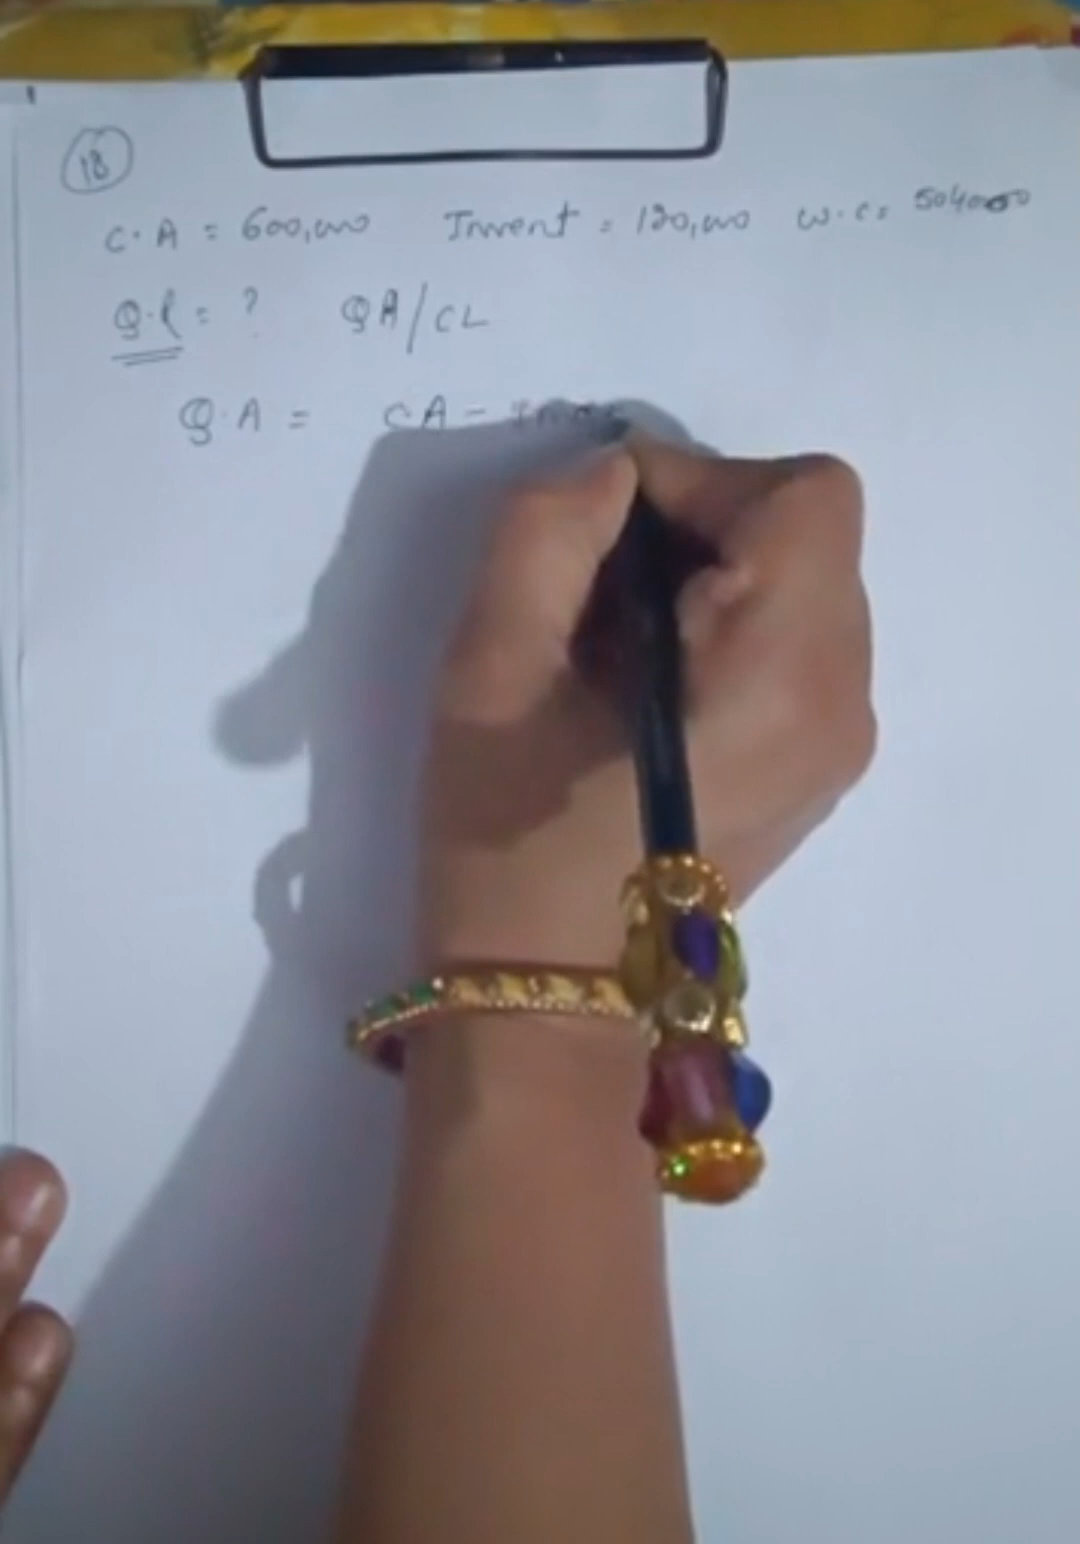 18
C.A = 600,000 Invent = 120,000 W.C = 504000
Q.R = ? QA/CL
Q.A = CA -